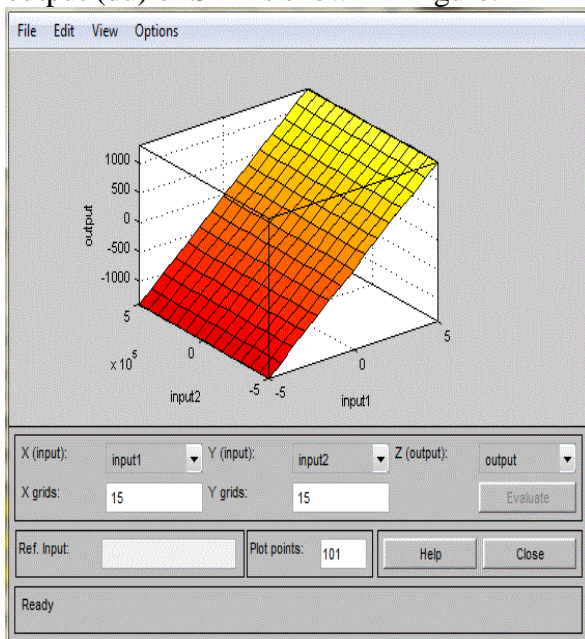 File Edit View Options
1000
500
0
-500
-1000
output
5
0
-5
x 10^5
input2
-5
0
5
input1
X (input): input1 Y (input): input2 Z (output): output
X grids: 15 Y grids: 15 Evaluate
Ref. Input: Plot points: 101 Help Close
Ready